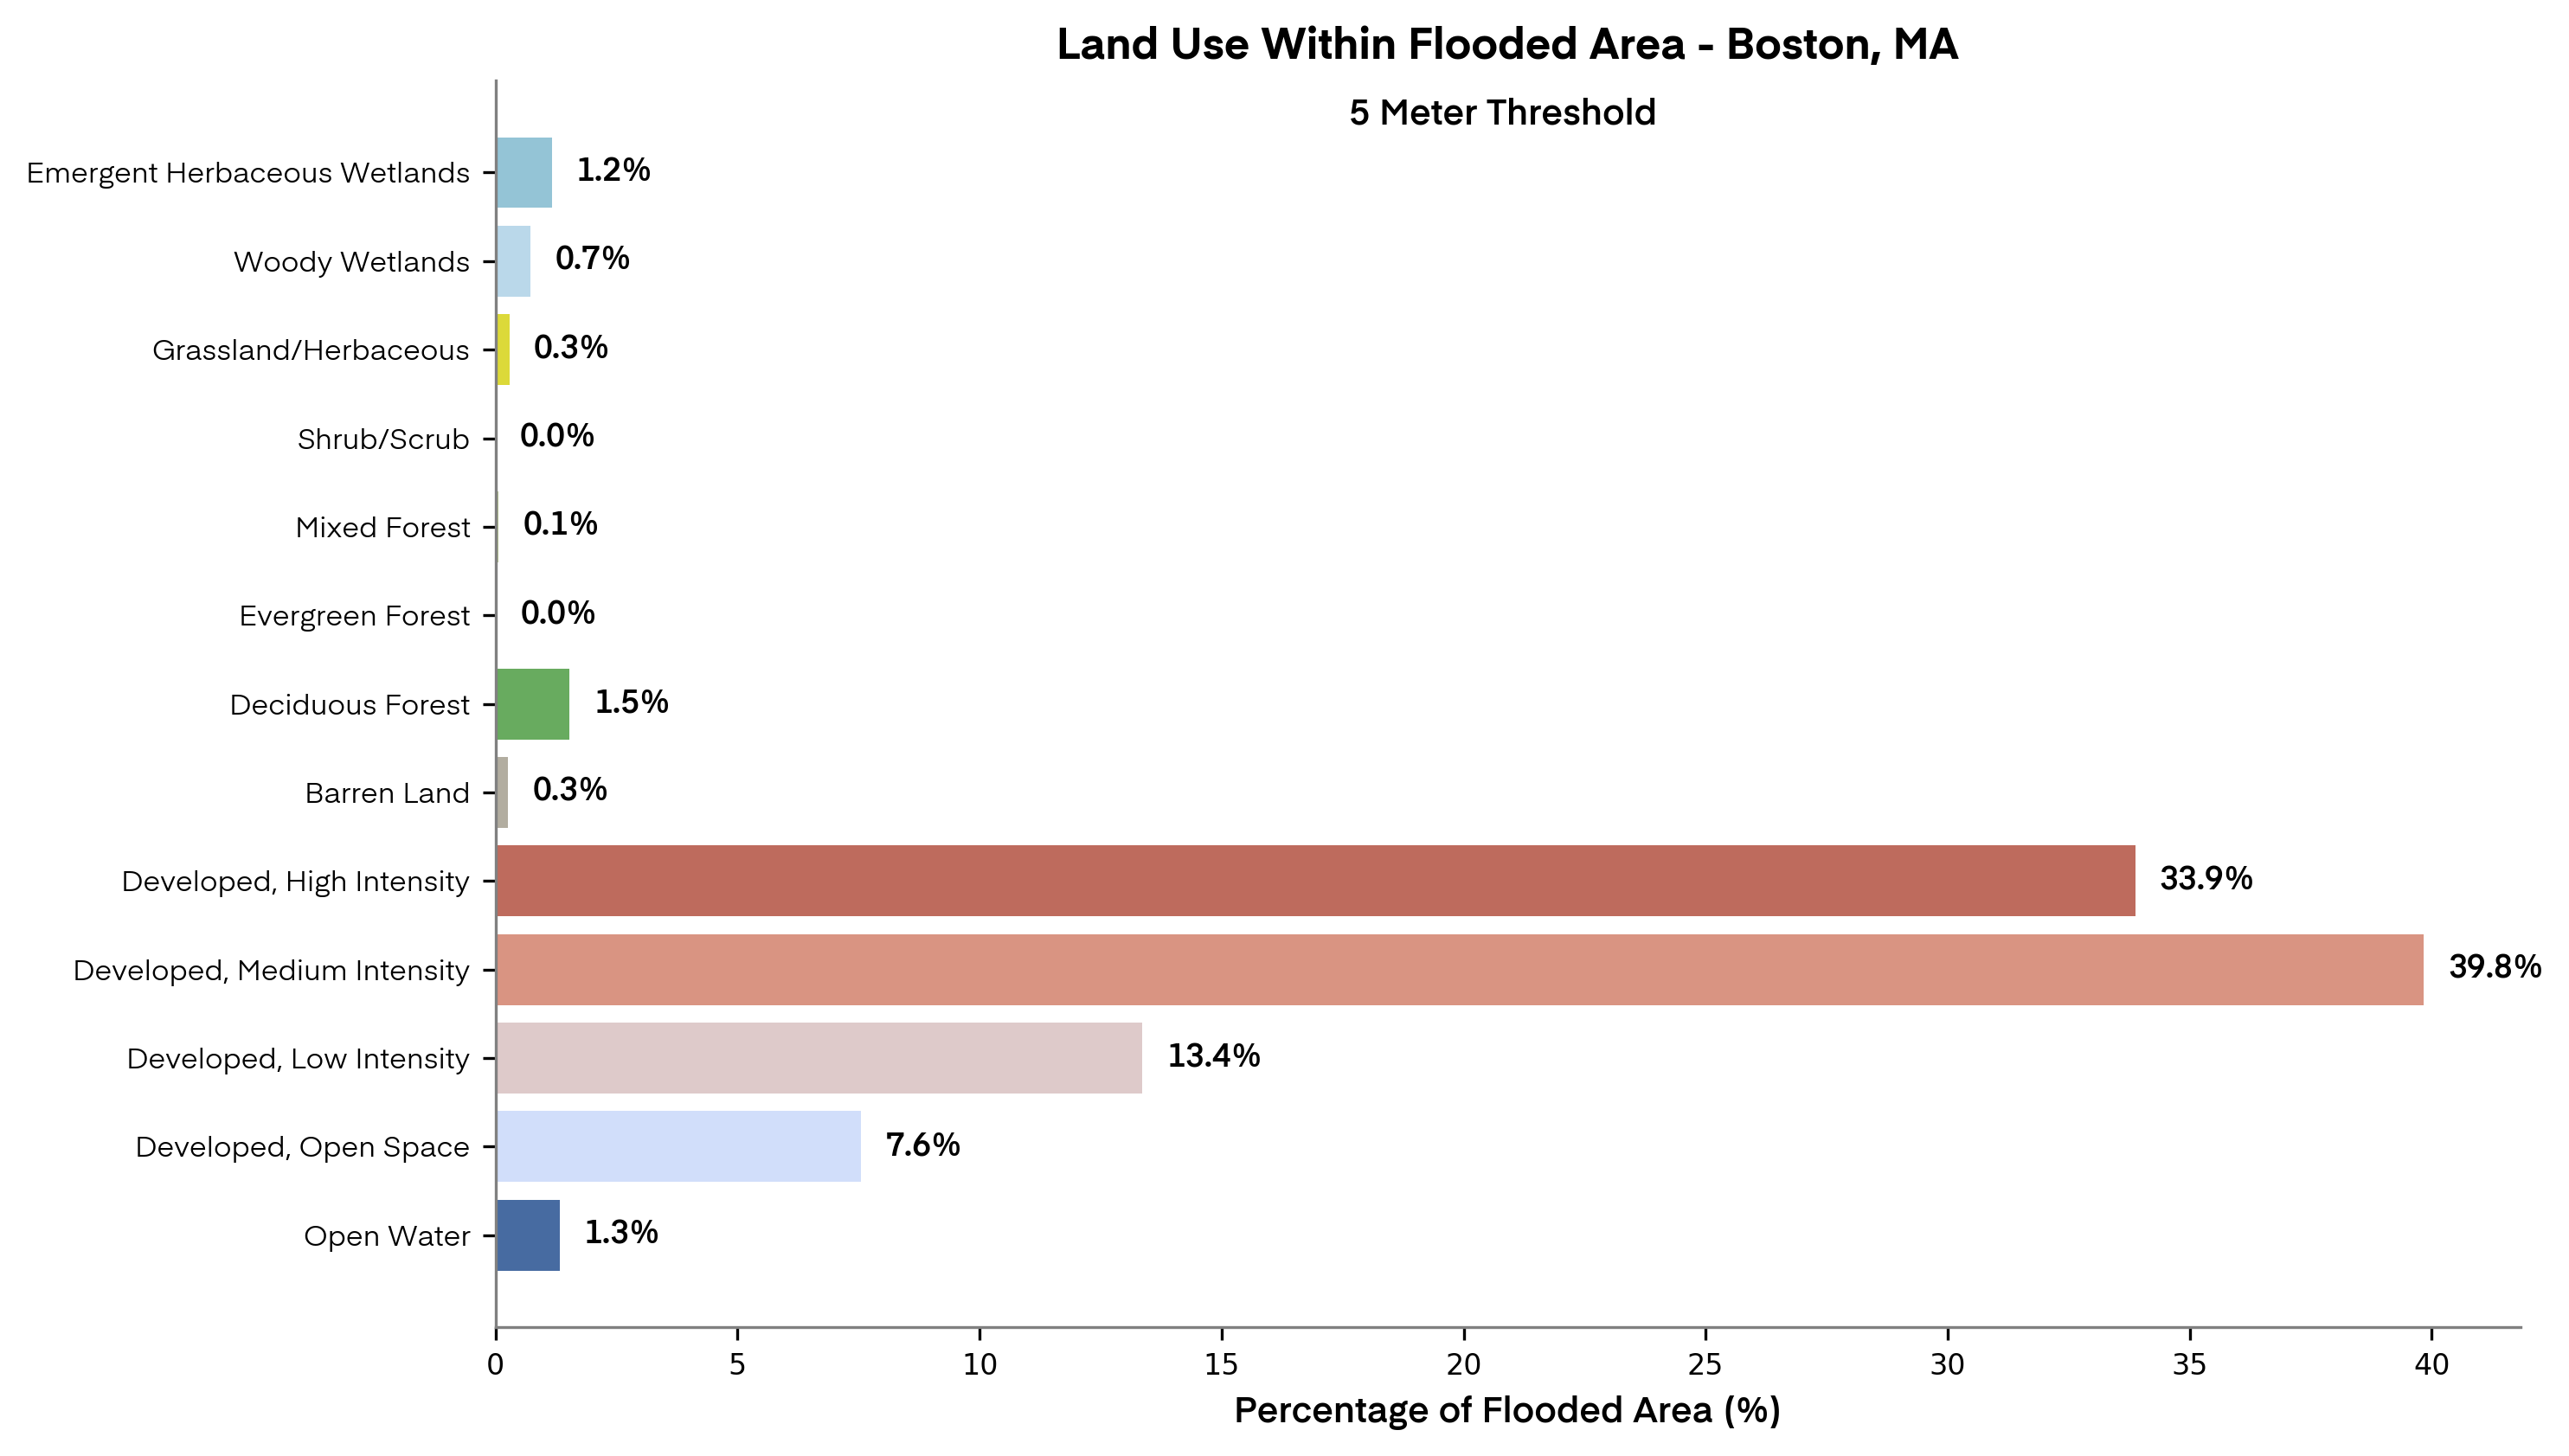 Land Use Within Flooded Area - Boston, MA
5 Meter Threshold
Emergent Herbaceous Wetlands 1.2%
Woody Wetlands 0.7%
Grassland/Herbaceous 0.3%
Shrub/Scrub 0.0%
Mixed Forest 0.1%
Evergreen Forest 0.0%
Deciduous Forest 1.5%
Barren Land 0.3%
Developed, High Intensity 33.9%
Developed, Medium Intensity 39.8%
Developed, Low Intensity 13.4%
Developed, Open Space 7.6%
Open Water 1.3%
0 5 10 15 20 25 30 35 40
Percentage of Flooded Area (%)